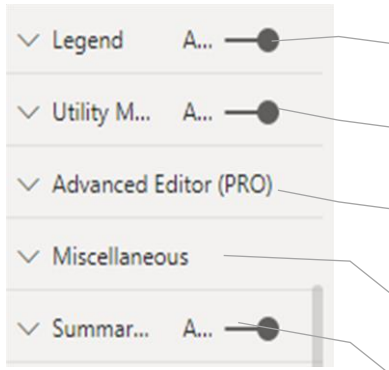 Legend A...
Utility M... A...
Advanced Editor (PRO)
Miscellaneous
Summar... A...